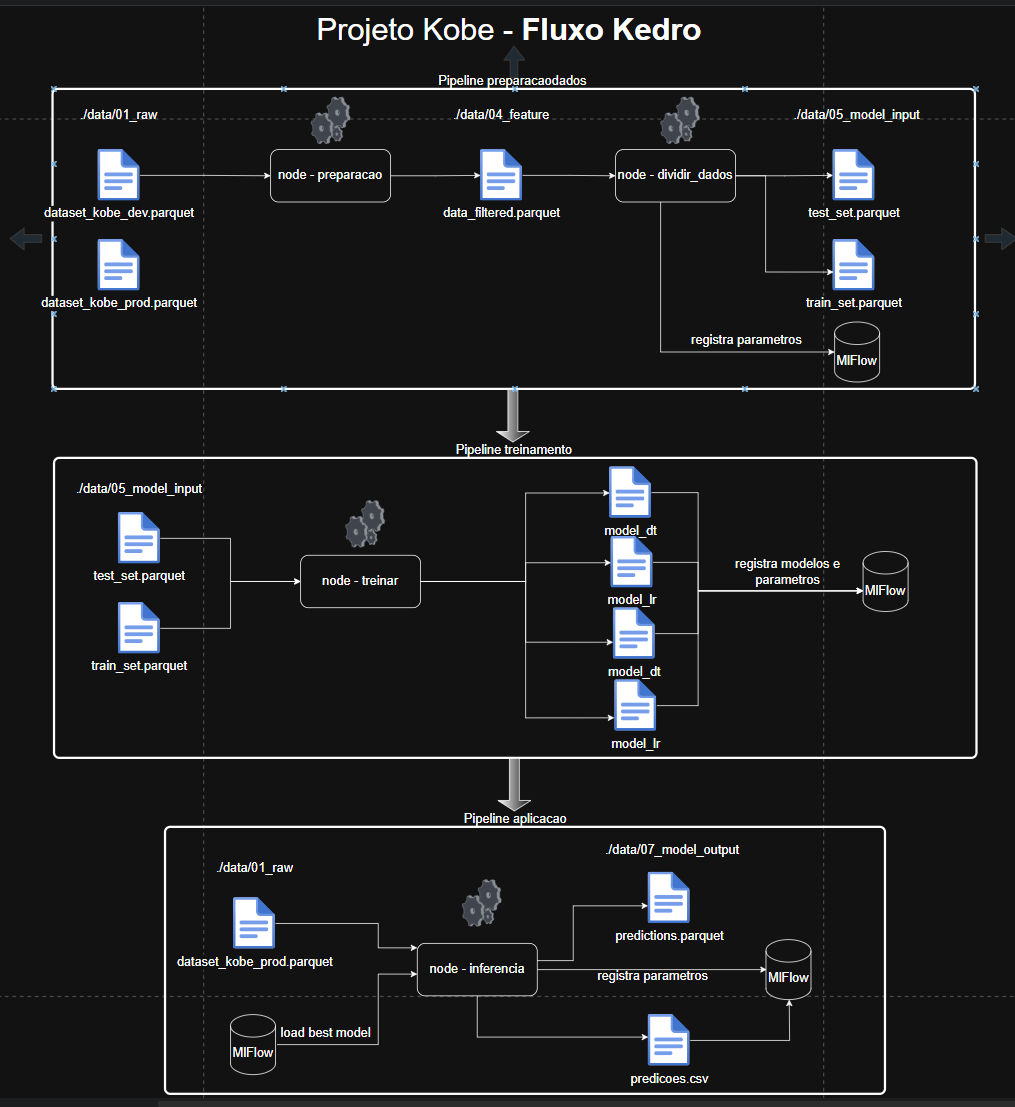 Projeto Kobe - Fluxo Kedro
Pipeline preparacaodados
./data/01_raw
./data/04_feature
./data/05_model_input
node - preparacao
node - dividir_dados
dataset_kobe_dev.parquet
data_filtered.parquet
test_set.parquet
dataset_kobe_prod.parquet
train_set.parquet
registra parametros
MlFlow
Pipeline treinamento
./data/05_model_input
test_set.parquet
train_set.parquet
node - treinar
model_dt
model_lr
model_dt
model_lr
registra modelos e
parametros
MlFlow
Pipeline aplicacao
./data/01_raw
./data/07_model_output
dataset_kobe_prod.parquet
predictions.parquet
node - inferencia
registra parametros
MlFlow
load best model
MlFlow
predicoes.csv